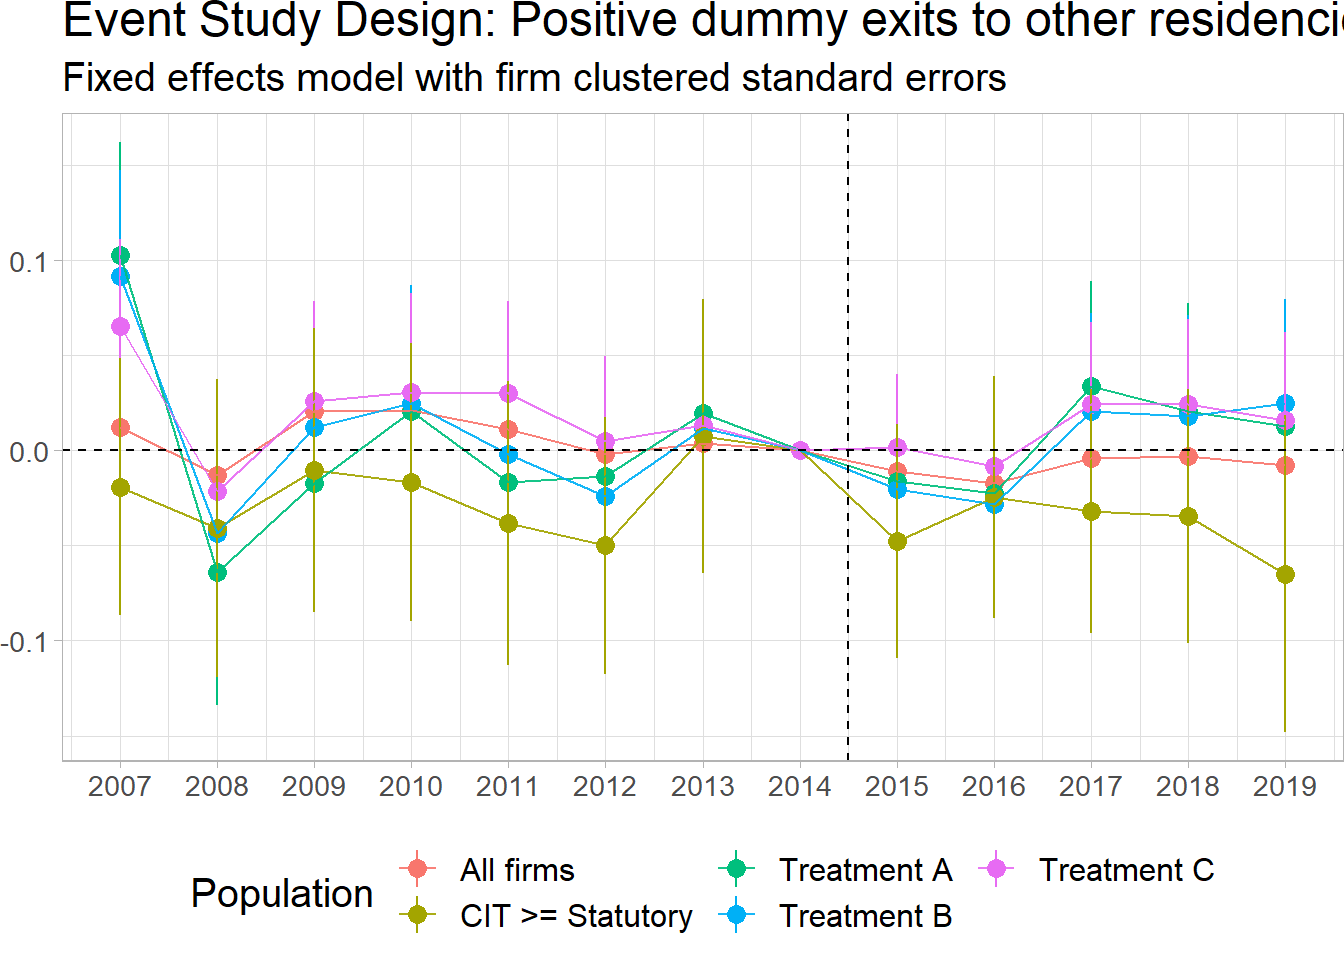 Event Study Design: Positive dummy exits to other residenci
Fixed effects model with firm clustered standard errors
0.1
0.0
-0.1
2007 2008 2009 2010 2011 2012 2013 2014 2015 2016 2017 2018 2019
Population
All firms
CIT >= Statutory
Treatment A
Treatment B
Treatment C